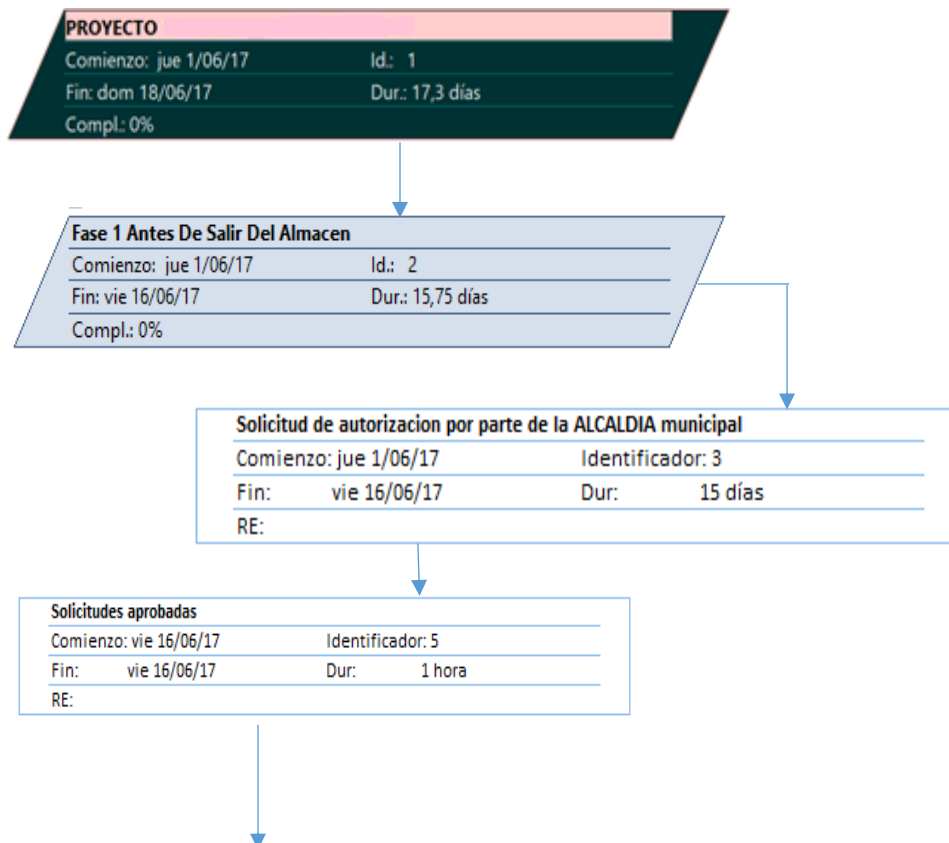 PROYECTO
Comienzo: jue 1/06/17 Id.: 1
Fin: dom 18/06/17 Dur.: 17,3 días
Compl.: 0%
Fase 1 Antes De Salir Del Almacen
Comienzo: jue 1/06/17 Id.: 2
Fin: vie 16/06/17 Dur.: 15,75 días
Compl.: 0%
Solicitud de autorizacion por parte de la ALCALDIA municipal
Comienzo: jue 1/06/17 Identificador: 3
Fin: vie 16/06/17 Dur: 15 días
RE:
Solicitudes aprobadas
Comienzo: vie 16/06/17 Identificador: 5
Fin: vie 16/06/17 Dur: 1 hora
RE: